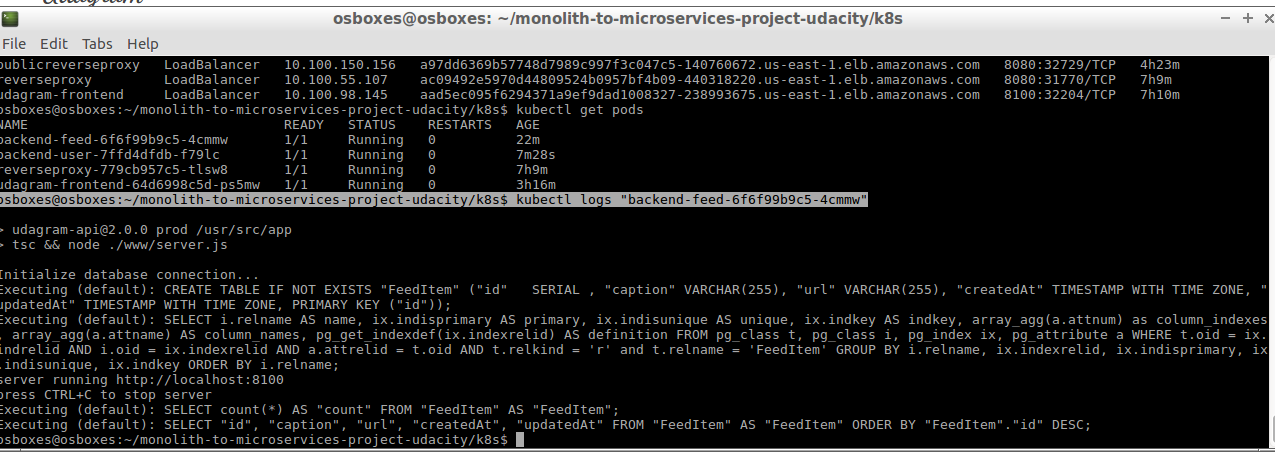 Udagram
osboxes@osboxes: ~/monolith-to-microservices-project-udacity/k8s
File Edit Tabs Help
publicreverseproxy LoadBalancer 10.100.150.156 a97dd6369b57748d7989c997f3c047c5-140760672.us-east-1.elb.amazonaws.com 8080:32729/TCP 4h23m
reverseproxy LoadBalancer 10.100.55.107 ac09492e5970d44809524b0957bf4b09-440318220.us-east-1.elb.amazonaws.com 8080:31770/TCP 7h9m
udagram-frontend LoadBalancer 10.100.98.145 aad5ec095f6294371a9ef9dad1008327-238993675.us-east-1.elb.amazonaws.com 8100:32204/TCP 7h10m
osboxes@osboxes:~/monolith-to-microservices-project-udacity/k8s$ kubectl get pods
NAME READY STATUS RESTARTS AGE
backend-feed-6f6f99b9c5-4cmmw 1/1 Running 0 22m
backend-user-7ffd4dfdb-f79lc 1/1 Running 0 7m28s
reverseproxy-779cb957c5-tlsw8 1/1 Running 0 7h9m
udagram-frontend-64d6998c5d-ps5mw 1/1 Running 0 3h16m
osboxes@osboxes:~/monolith-to-microservices-project-udacity/k8s$ kubectl logs "backend-feed-6f6f99b9c5-4cmmw"
> udagram-api@2.0.0 prod /usr/src/app
> tsc && node ./www/server.js
Initialize database connection...
Executing (default): CREATE TABLE IF NOT EXISTS "FeedItem" ("id" SERIAL , "caption" VARCHAR(255), "url" VARCHAR(255), "createdAt" TIMESTAMP WITH TIME ZONE, "
updatedAt" TIMESTAMP WITH TIME ZONE, PRIMARY KEY ("id"));
Executing (default): SELECT i.relname AS name, ix.indisprimary AS primary, ix.indisunique AS unique, ix.indkey AS indkey, array_agg(a.attnum) as column_indexes
, array_agg(a.attname) AS column_names, pg_get_indexdef(ix.indexrelid) AS definition FROM pg_class t, pg_class i, pg_index ix, pg_attribute a WHERE t.oid = ix.
indrelid AND i.oid = ix.indexrelid AND a.attrelid = t.oid AND t.relkind = 'r' and t.relname = 'FeedItem' GROUP BY i.relname, ix.indexrelid, ix.indisprimary, ix
.indisunique, ix.indkey ORDER BY i.relname;
server running http://localhost:8100
press CTRL+C to stop server
Executing (default): SELECT count(*) AS "count" FROM "FeedItem" AS "FeedItem";
Executing (default): SELECT "id", "caption", "url", "createdAt", "updatedAt" FROM "FeedItem" AS "FeedItem" ORDER BY "FeedItem"."id" DESC;
osboxes@osboxes:~/monolith-to-microservices-project-udacity/k8s$